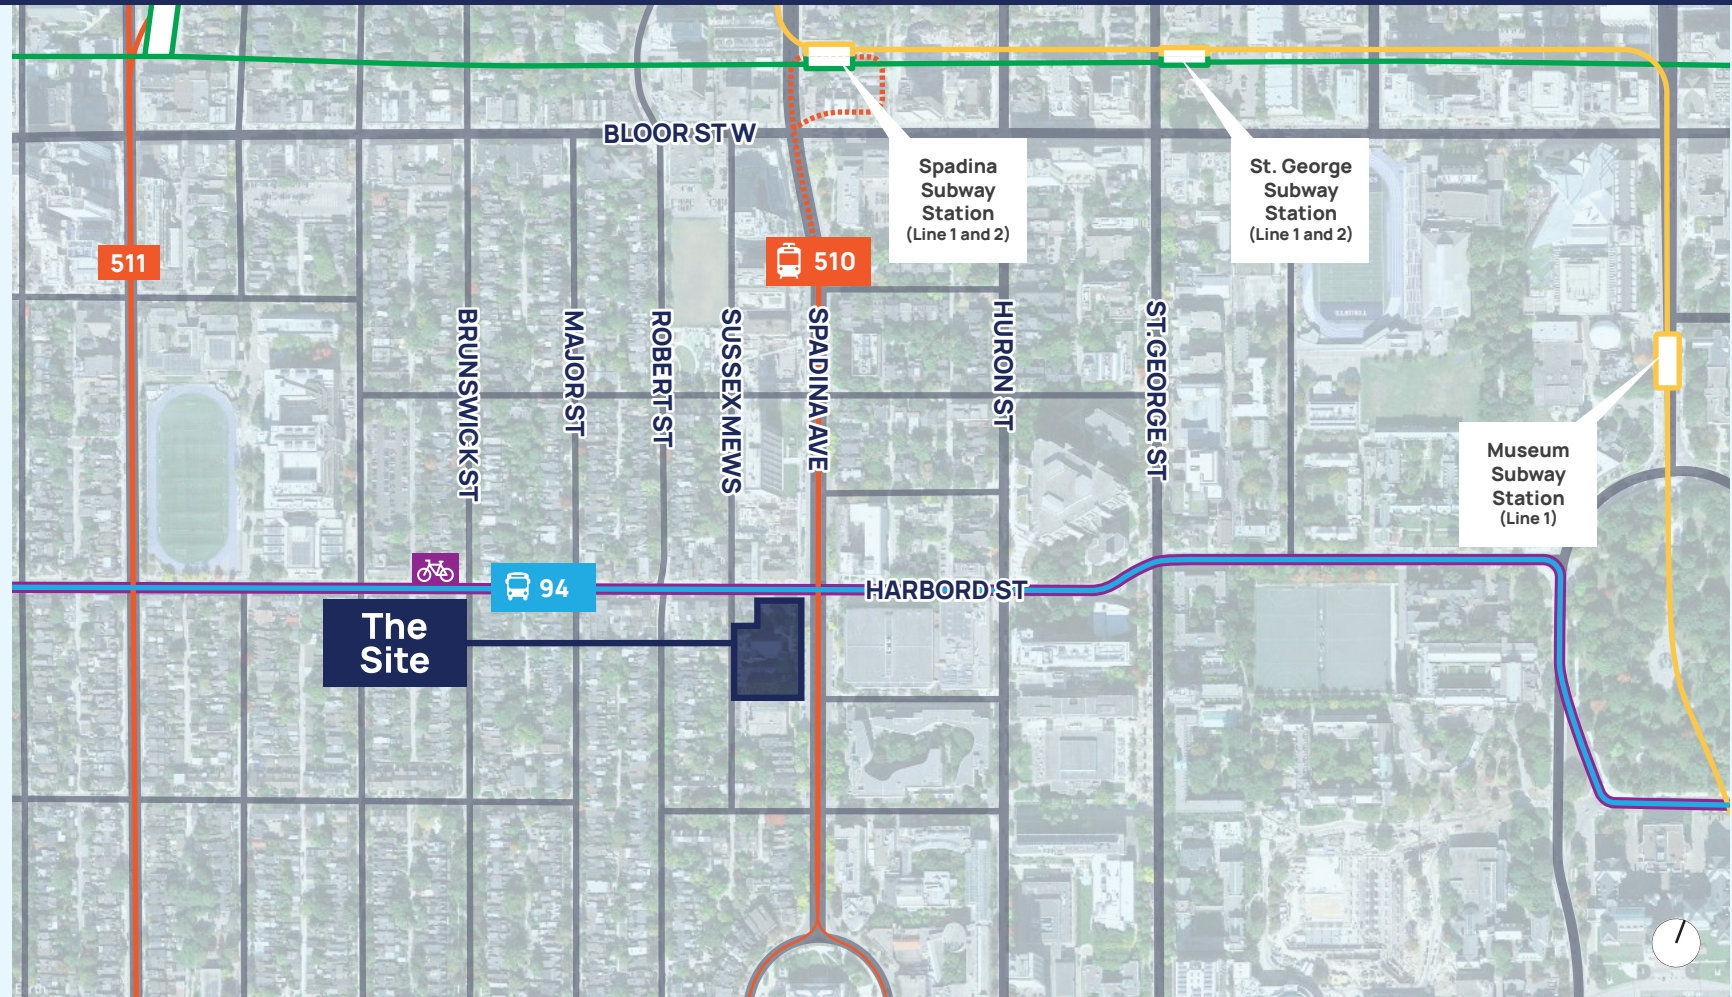 BLOOR ST W
Spadina
Subway
Station
(Line 1 and 2)
St. George
Subway
Station
(Line 1 and 2)
511
510
BRUNSWICK ST
MAJOR ST
ROBERT ST
SUSSEX MEWS
SPADINA AVE
HURON ST
ST. GEORGE ST
Museum
Subway
Station
(Line 1)
94
HARBORD ST
The
Site